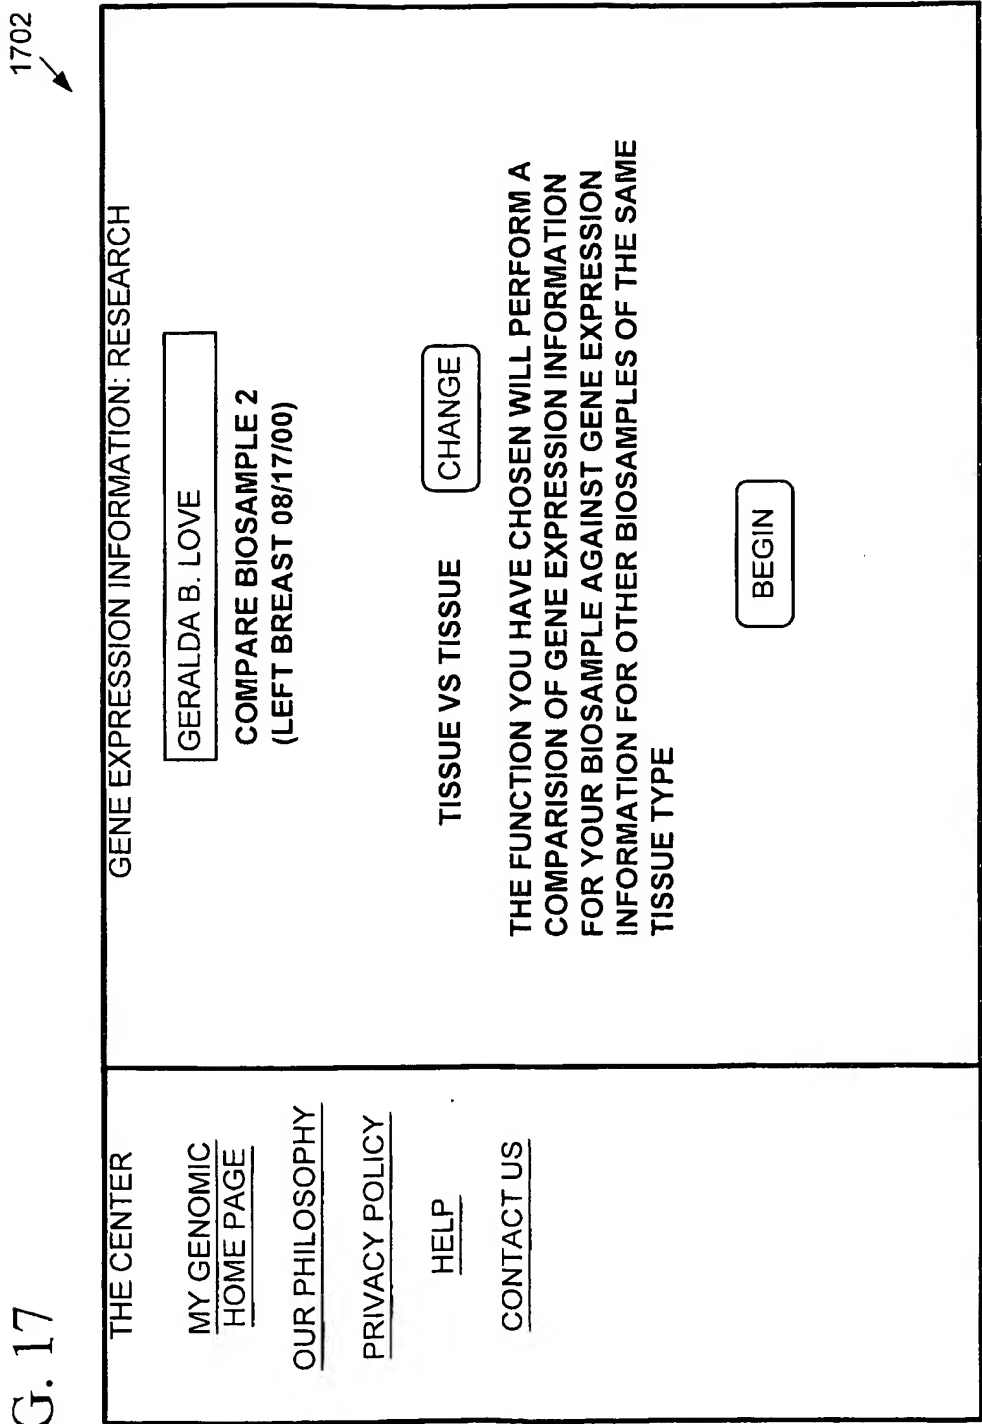 G. 17
1702
THE CENTER
MY GENOMIC
HOME PAGE
OUR PHILOSOPHY
PRIVACY POLICY
HELP
CONTACT US
GENE EXPRESSION INFORMATION: RESEARCH
GERALDA B. LOVE
COMPARE BIOSAMPLE 2
(LEFT BREAST 08/17/00)
TISSUE VS TISSUE CHANGE
THE FUNCTION YOU HAVE CHOSEN WILL PERFORM A
COMPARISION OF GENE EXPRESSION INFORMATION
FOR YOUR BIOSAMPLE AGAINST GENE EXPRESSION
INFORMATION FOR OTHER BIOSAMPLES OF THE SAME
TISSUE TYPE
BEGIN